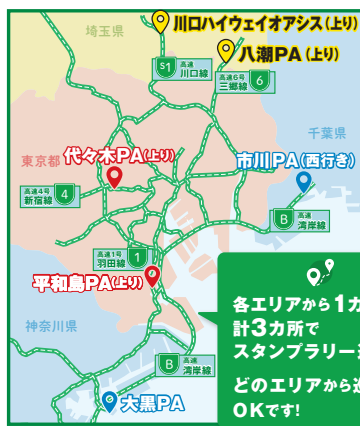 川口ハイウェイオアシス(上り)
埼玉県
八潮PA(上り)
S1
高速
川口線
高速6号
三郷線
6
千葉県
東京都
代々木PA(上り)
市川PA(西行き)
高速4号
新宿線
4
B
高速
湾岸線
高速1号
羽田線
1
平和島PA(上り)
各エリアから1カ
計3カ所で
スタンプラリー
神奈川県
B
高速
湾岸線
どのエリアから
OKです!
大黒PA